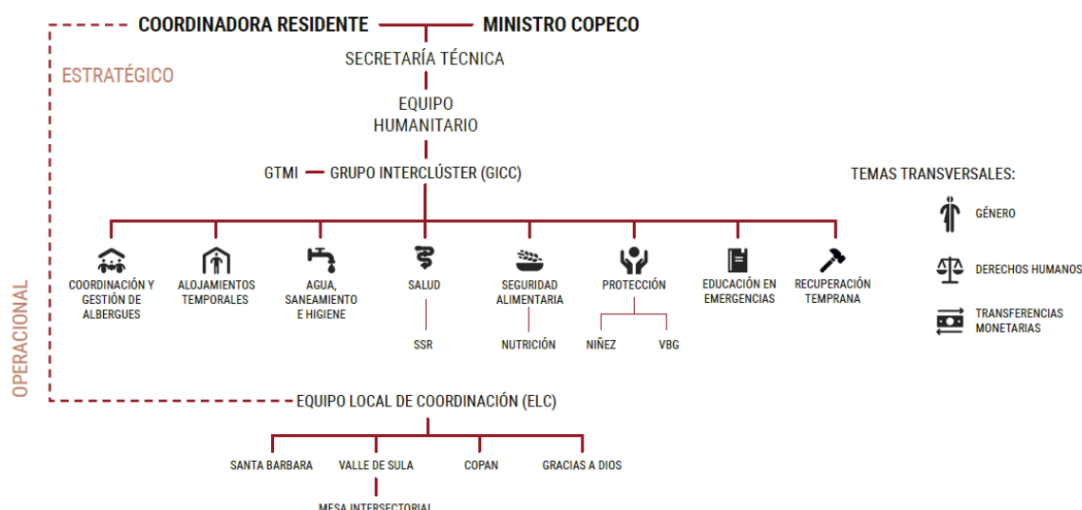 COORDINADORA RESIDENTE
MINISTRO COPECO
SECRETARÍA TÉCNICA
ESTRATÉGICO
EQUIPO
HUMANITARIO
GTMI
GRUPO INTERCLÚSTER (GICC)
TEMAS TRANSVERSALES:
GÉNERO
DERECHOS HUMANOS
TRANSFERENCIAS
MONETARIAS
COORDINACIÓN Y
GESTIÓN DE
ALBERGUES
ALOJAMIENTOS
TEMPORALES
AGUA,
SANEAMIENTO
E HIGIENE
SALUD
SSR
SEGURIDAD
ALIMENTARIA
NUTRICIÓN
PROTECCIÓN
NIÑEZ
VBG
EDUCACIÓN EN
EMERGENCIAS
RECUPERACIÓN
TEMPRANA
OPERACIONAL
EQUIPO LOCAL DE COORDINACIÓN (ELC)
SANTA BARBARA
VALLE DE SULA
COPAN
GRACIAS A DIOS
MESA INTERSECTORIAL